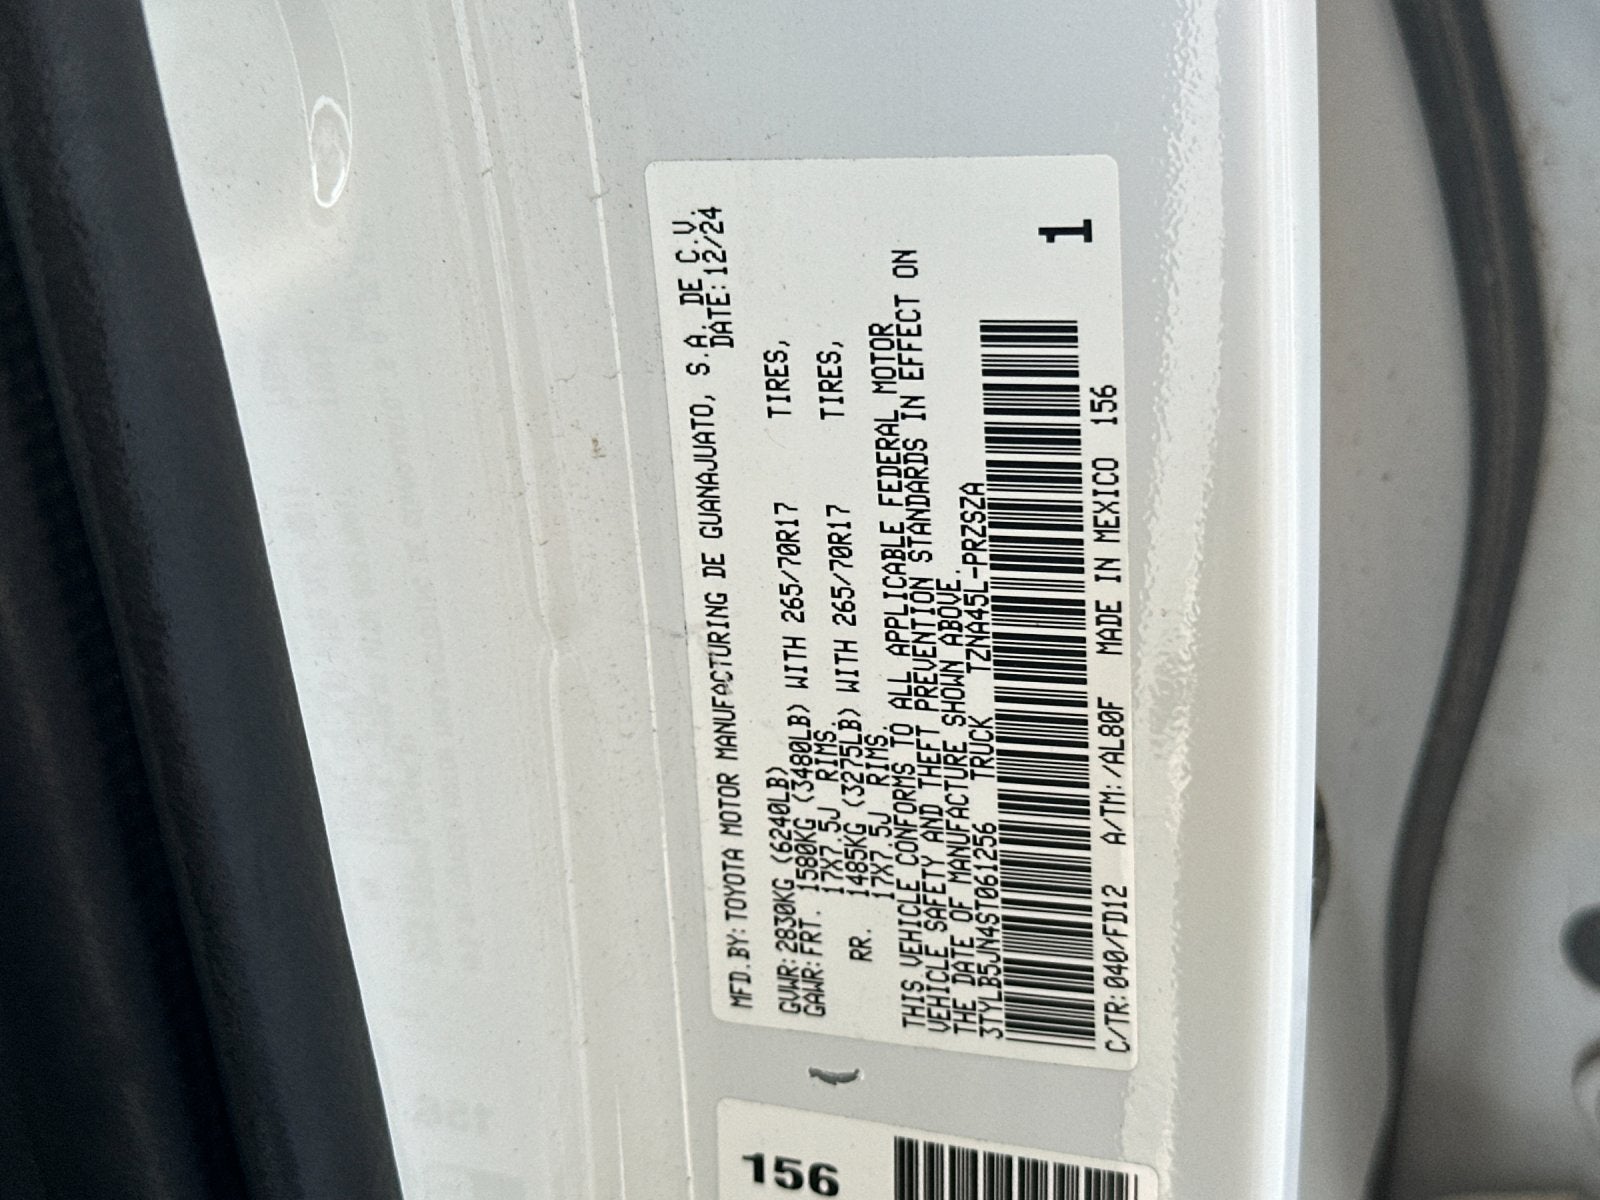 MFD.BY:TOYOTA MOTOR MANUFACTURING DE GUANAJUATO, S.A. DE C.V.
DATE:12/24
GVWR:2830KG (6240LB)
GAWR:FRT. 1580KG (3480LB) WITH 265/70R17 TIRES,
17X7.5J RIMS.
RR. 1485KG (3275LB) WITH 265/70R17 TIRES,
17X7.5J RIMS.
THIS VEHICLE CONFORMS TO ALL APPLICABLE FEDERAL MOTOR
VEHICLE SAFETY AND THEFT PREVENTION STANDARDS IN EFFECT ON
THE DATE OF MANUFACTURE SHOWN ABOVE.
3TYLB5JN4ST061256 TRUCK TZNA45L-PRZSZA
1
C/TR:040/FD12 A/TM:/AL80F MADE IN MEXICO 156
156